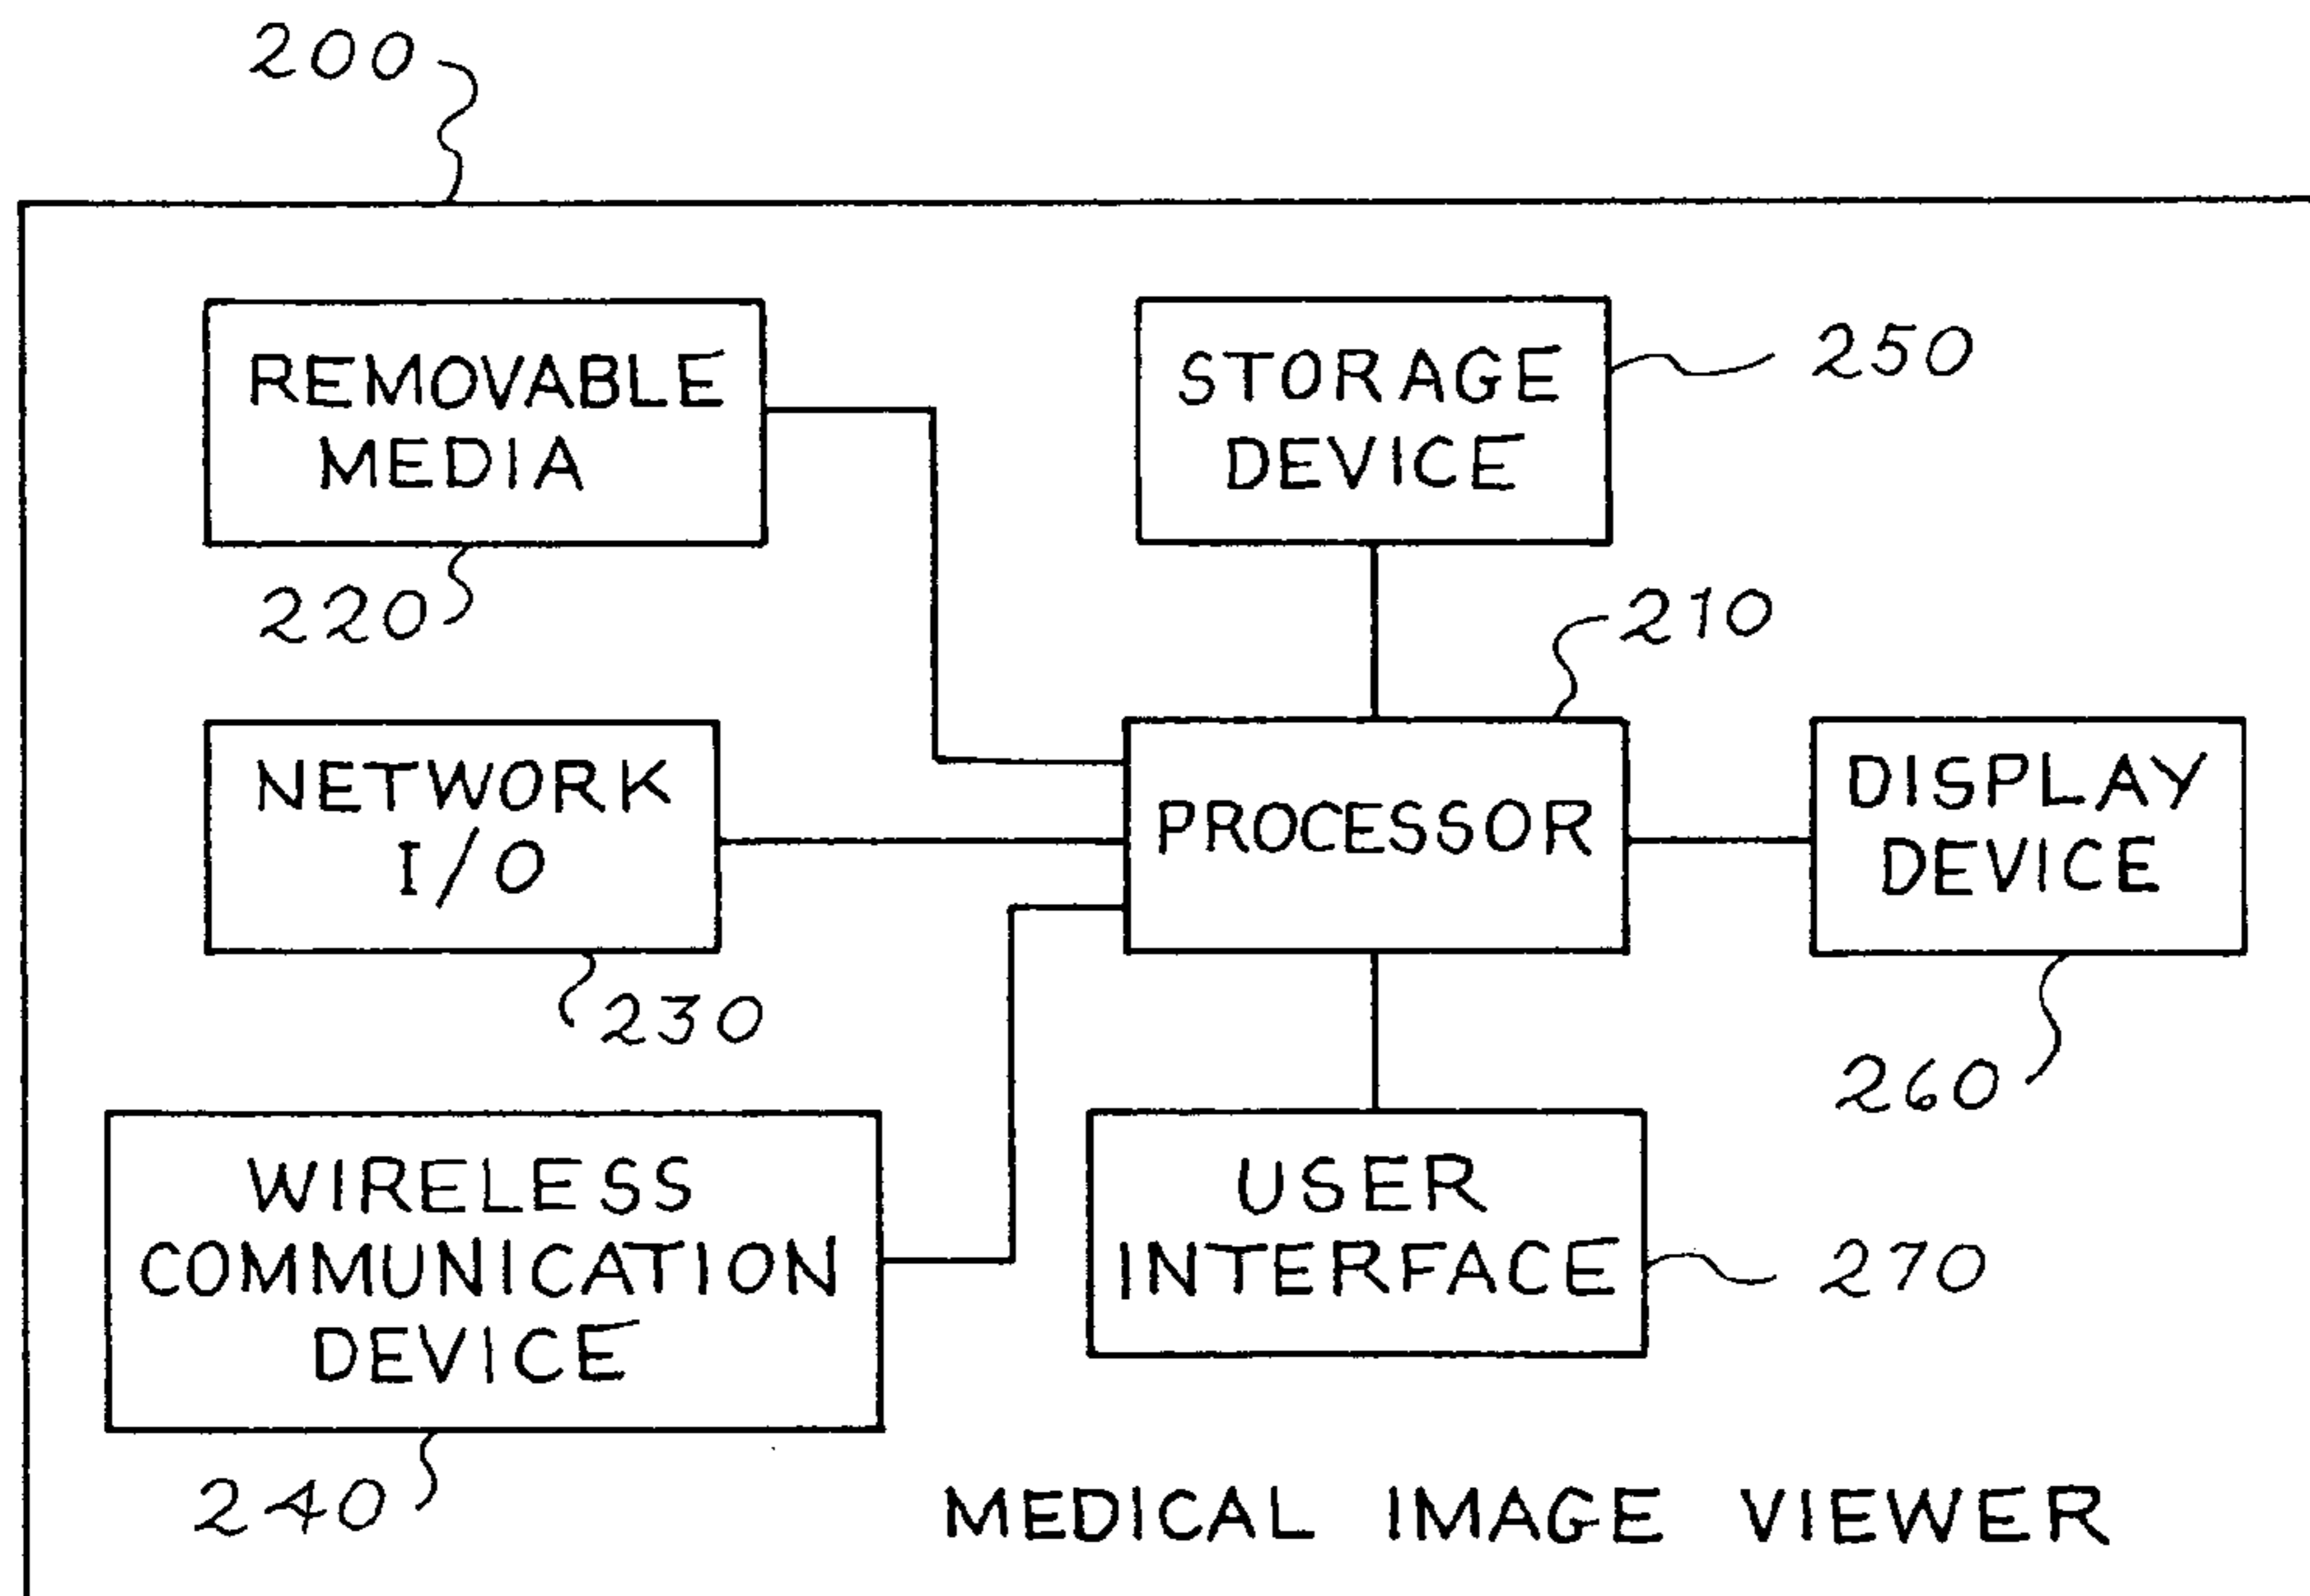 200
REMOVABLE
MEDIA
220
STORAGE
DEVICE
250
210
NETWORK
I/O
230
PROCESSOR
DISPLAY
DEVICE
260
WIRELESS
COMMUNICATION
DEVICE
240
USER
INTERFACE
270
MEDICAL IMAGE VIEWER